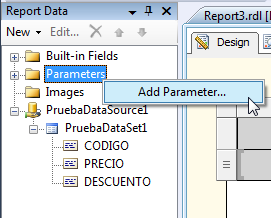 Report Data
New Edit...
Built-in Fields
Parameters
Images
PruebaDataSource1
PruebaDataSet1
CODIGO
PRECIO
DESCUENTO
Report3.rdl [
Design
Add Parameter...